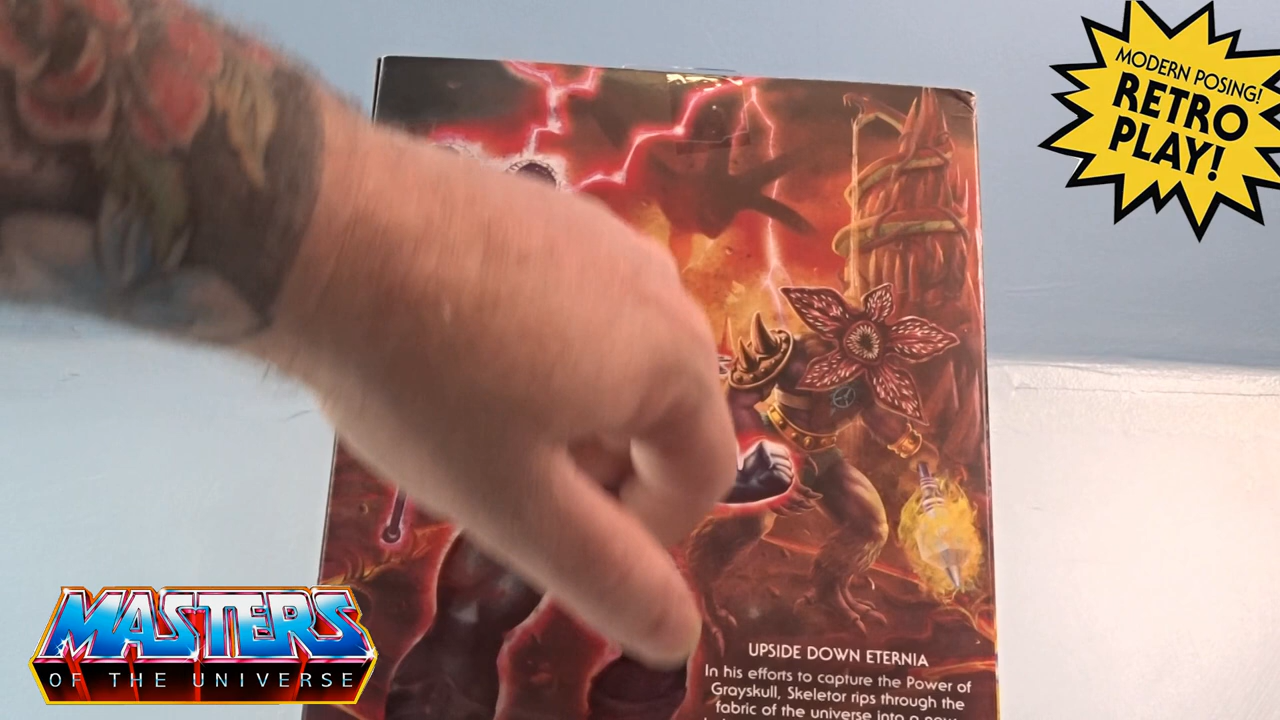 MODERN POSING!
RETRO
PLAY!
MASTERS
OF THE UNIVERSE
UPSIDE DOWN ETERNIA
In his efforts to capture the Power of
Grayskull, Skeletor rips through the
fabric of the universe into a new